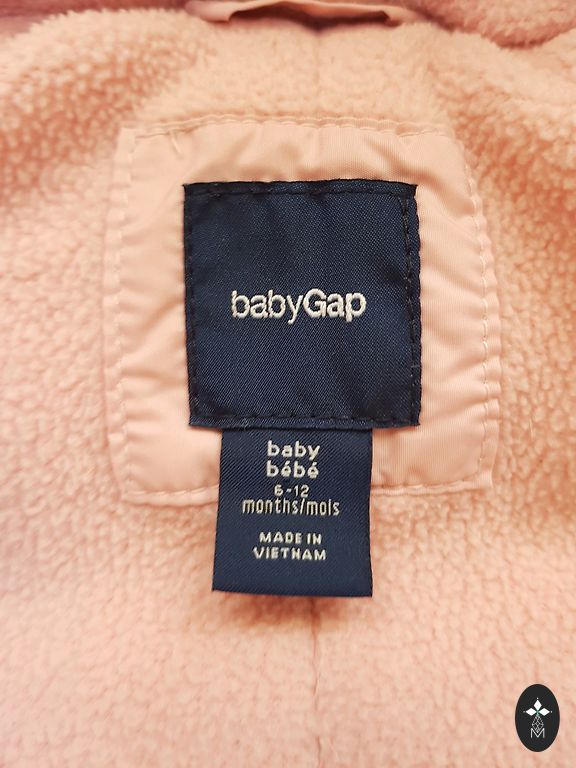 babyGap
baby
bébé
6-12
months/mois
MADE IN
VIETNAM
M